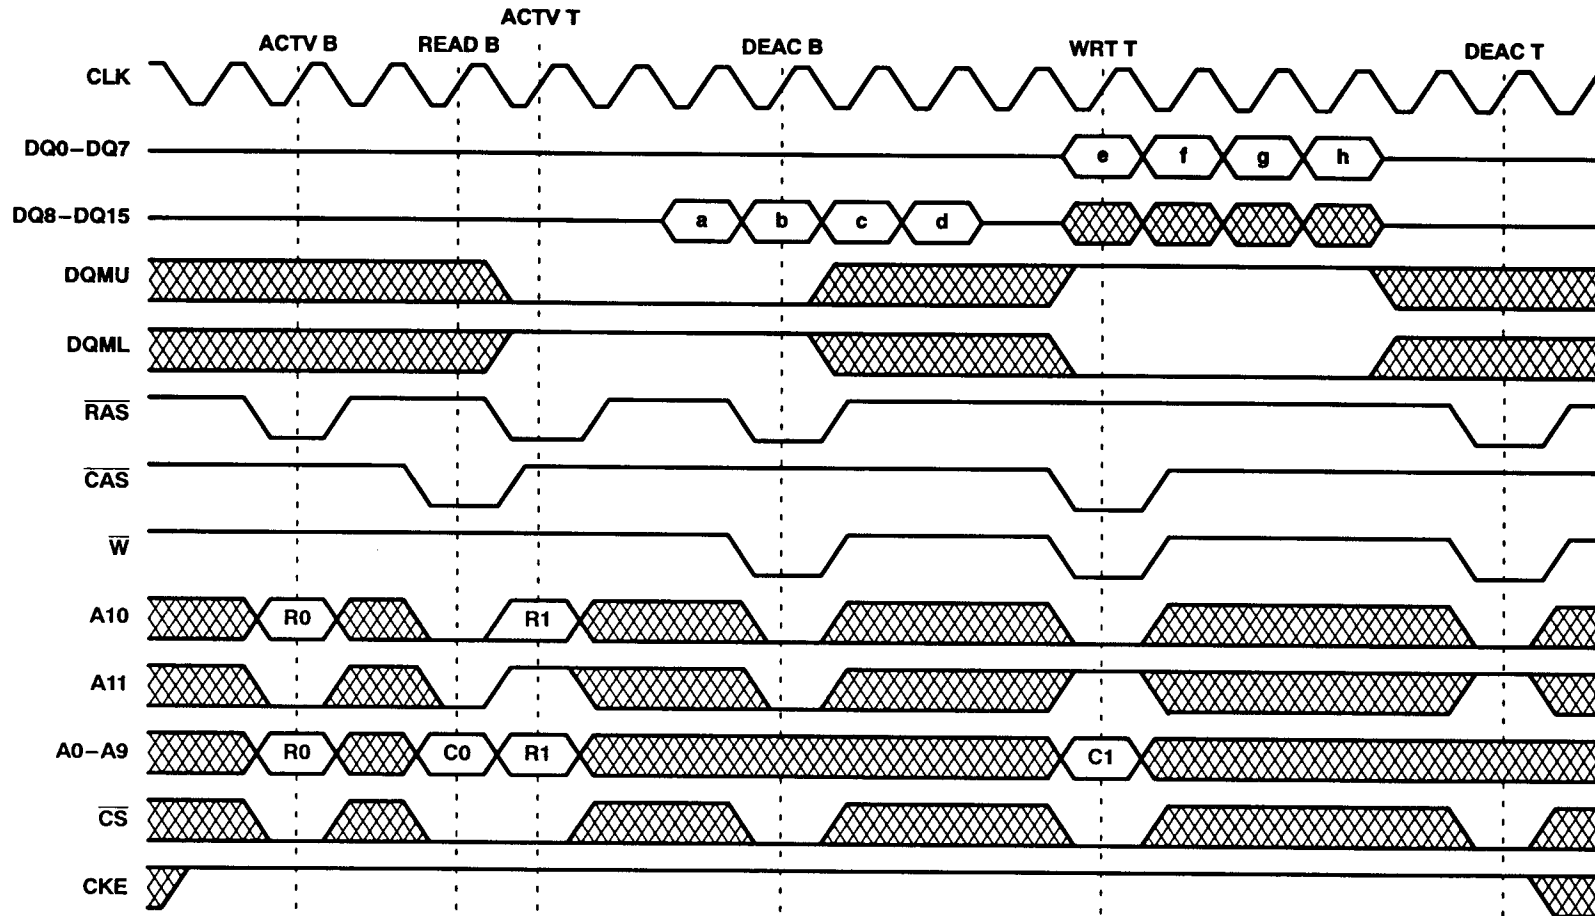 ACTV T
ACTV B READ B DEAC B WRT T DEAC T
CLK
DQ0–DQ7 e f g h
DQ8–DQ15 a b c d
DQMU
DQML
RAS
CAS
W
A10 R0 R1
A11
A0–A9 R0 C0 R1 C1
CS
CKE